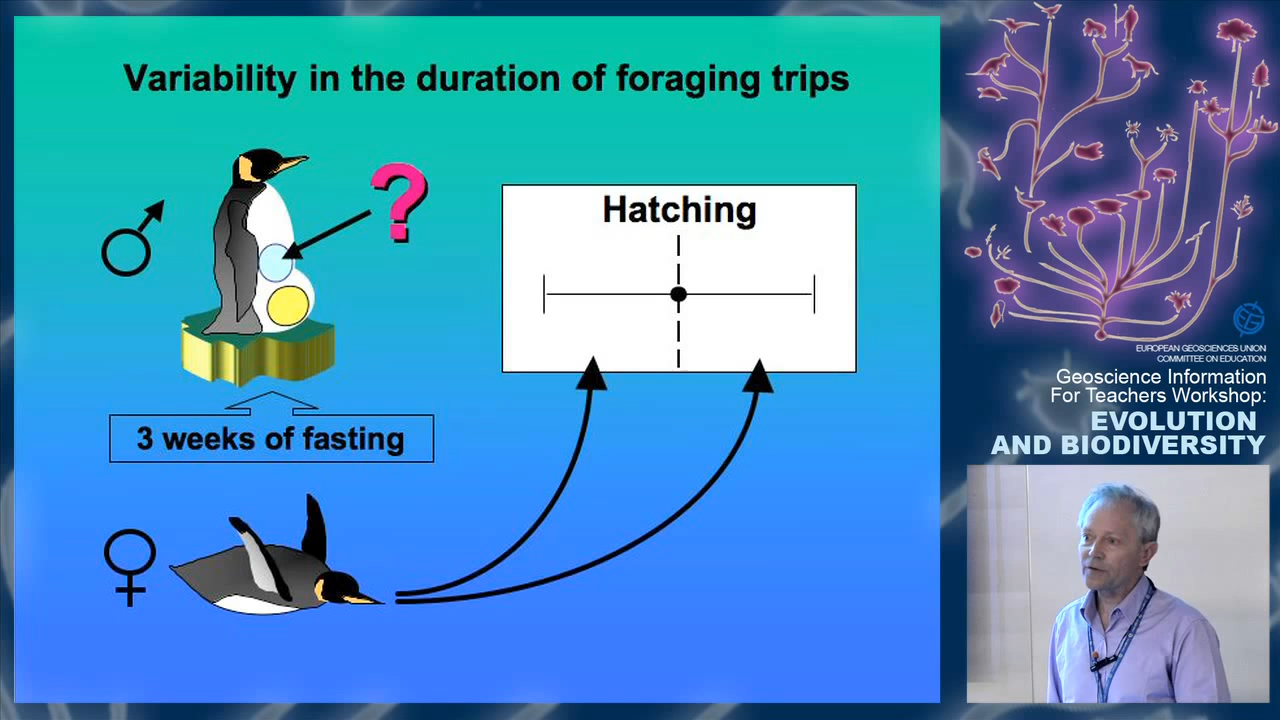 Variability in the duration of foraging trips
?
Hatching
3 weeks of fasting
EUROPEAN GEOSCIENCES UNION
COMMITTEE ON EDUCATION
Geoscience Information
For Teachers Workshop:
EVOLUTION
AND BIODIVERSITY